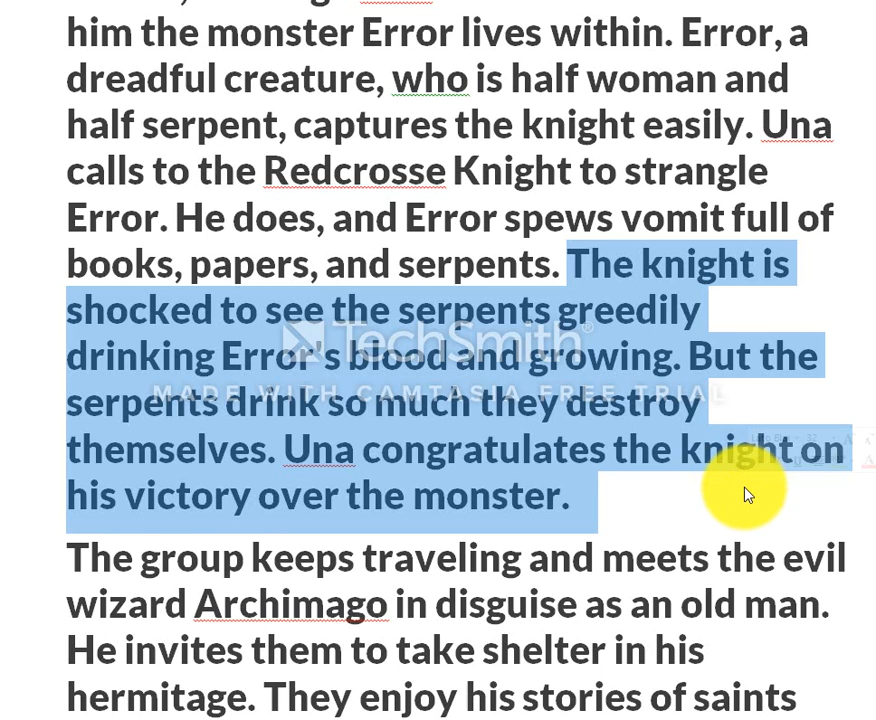 him the monster Error lives within. Error, a
dreadful creature, who is half woman and
half serpent, captures the knight easily. Una
calls to the Redcrosse Knight to strangle
Error. He does, and Error spews vomit full of
books, papers, and serpents. The knight is
shocked to see the serpents greedily
TechSmith®
drinking Error's blood and growing. But the
MADE WITH CAMTASIA FREE TRIAL
serpents drink so much they destroy
themselves. Una congratulates the knight on
his victory over the monster.
The group keeps traveling and meets the evil
wizard Archimago in disguise as an old man.
He invites them to take shelter in his
hermitage. They enjoy his stories of saints